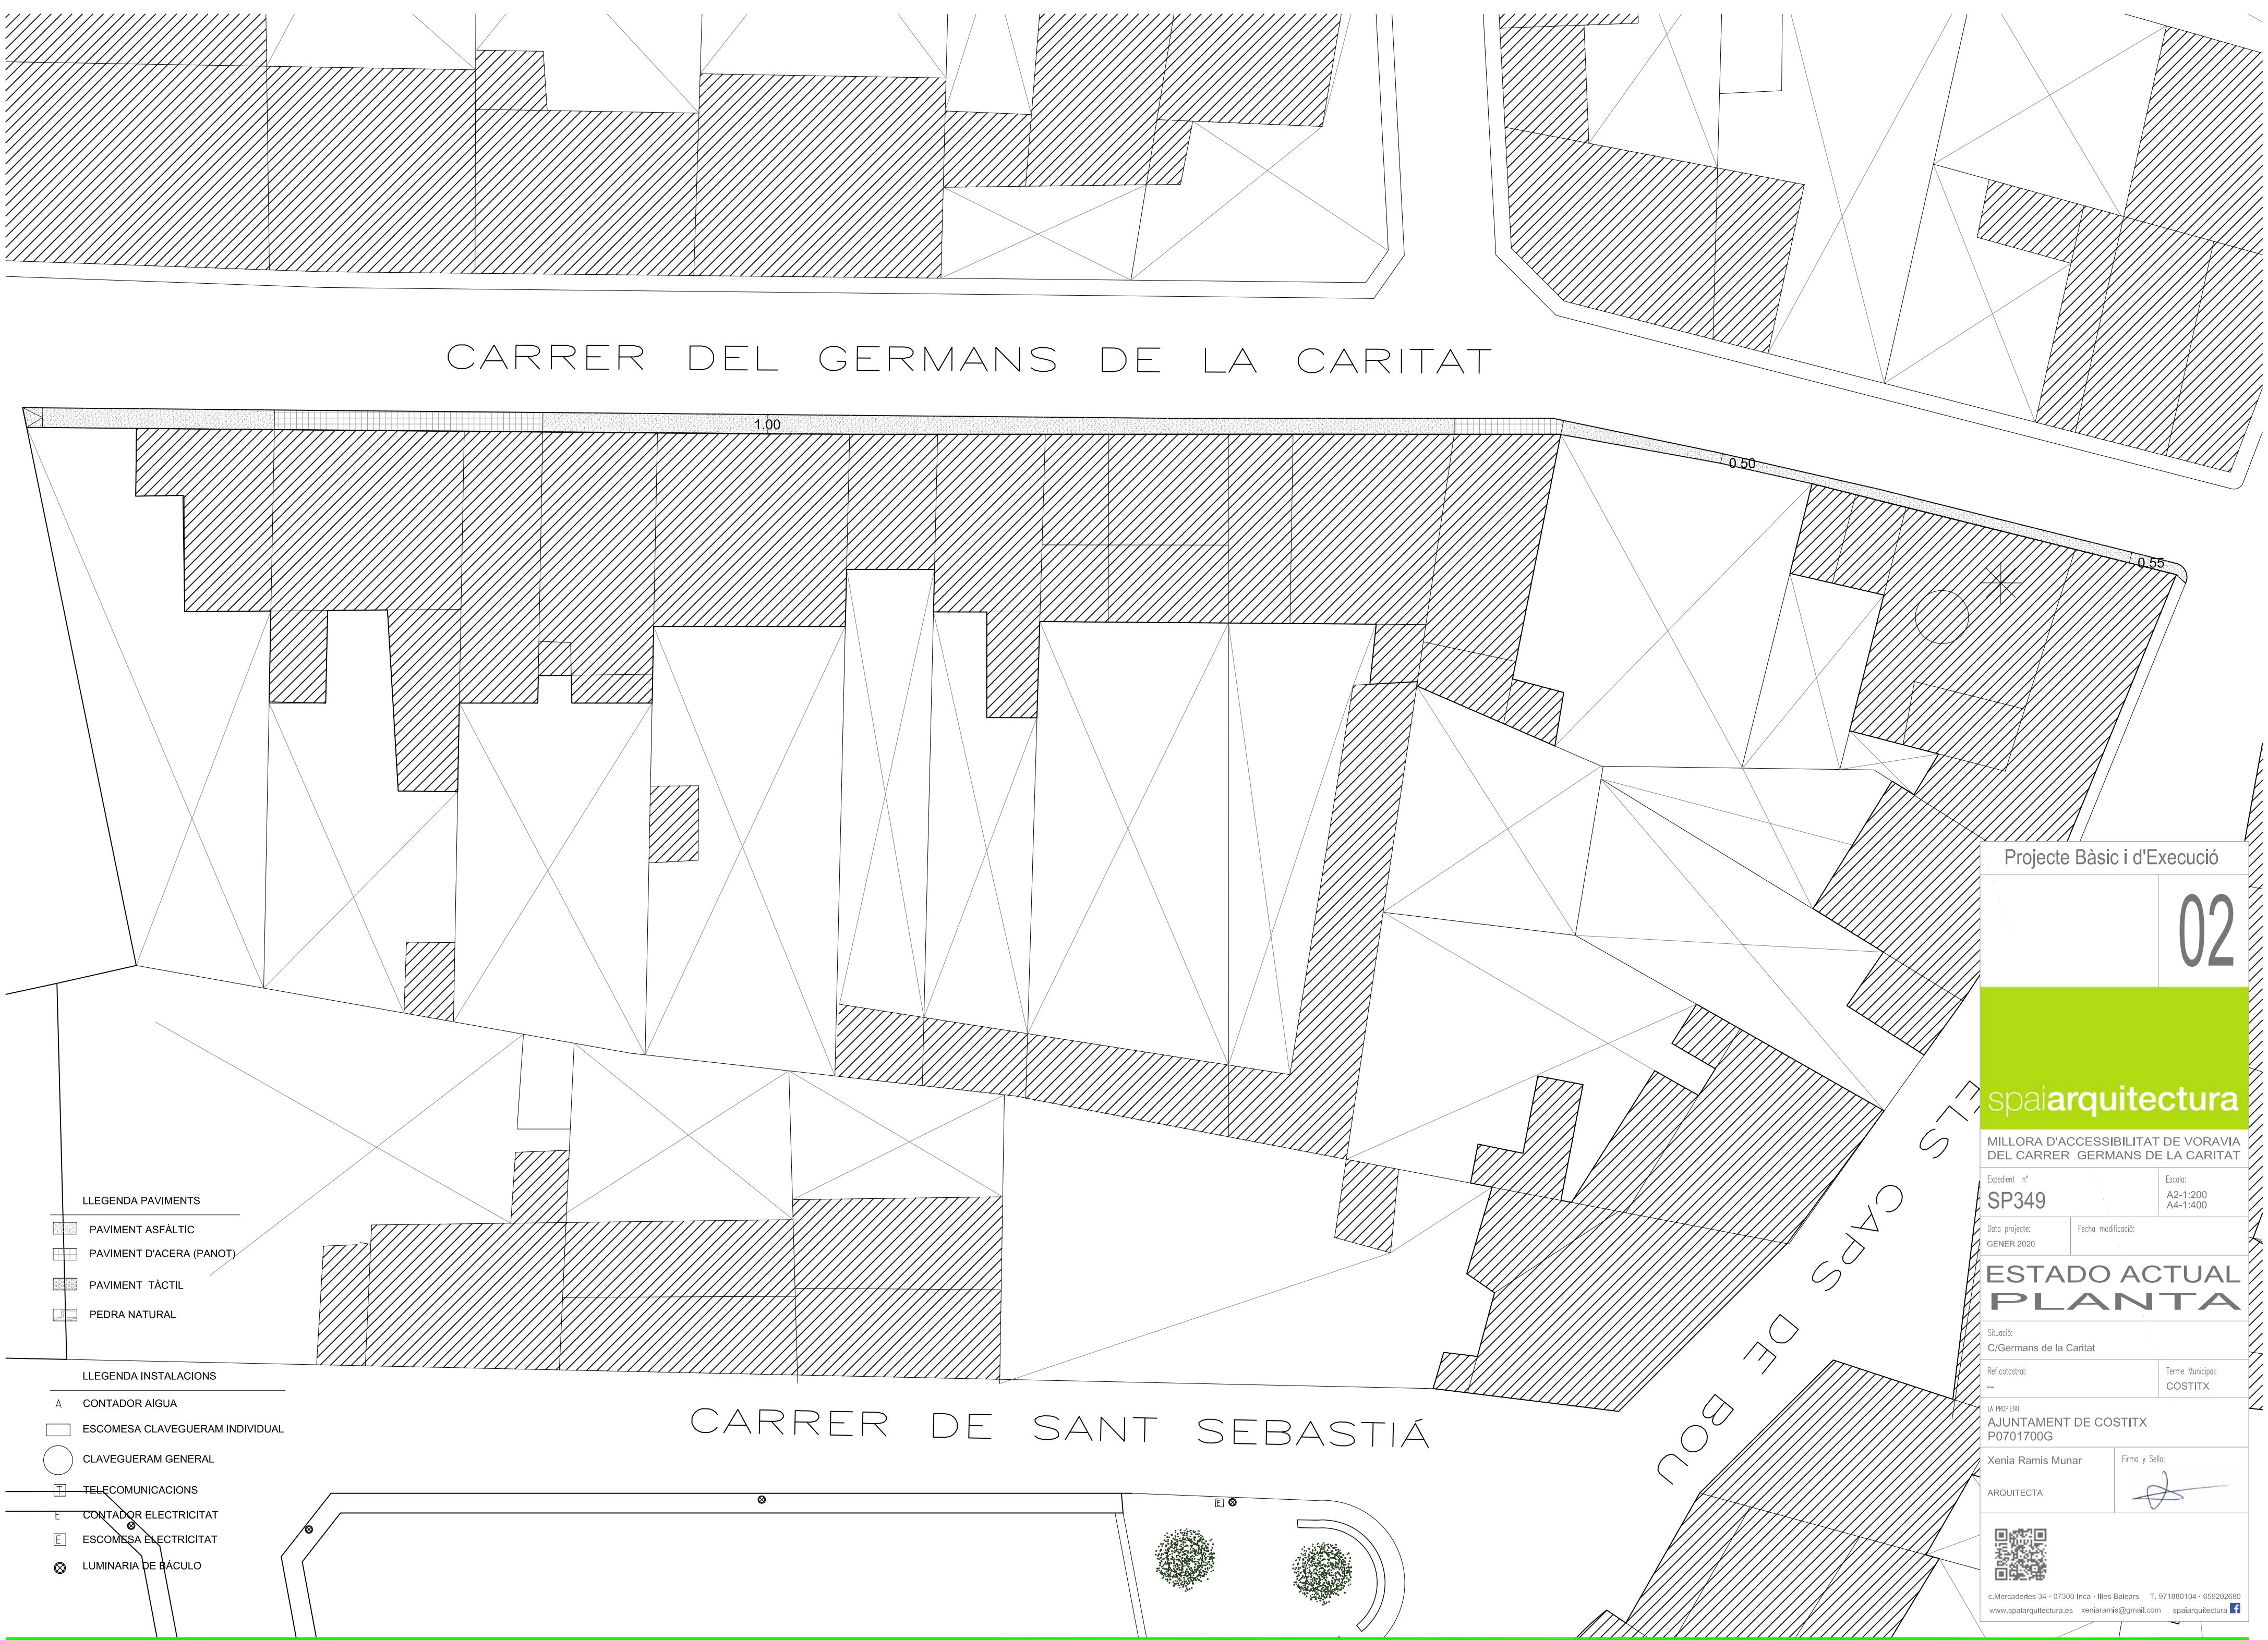 CARRER DEL GERMANS DE LA CARITAT
1.00
0.50
0.55
LLEGENDA PAVIMENTS
PAVIMENT ASFÀLTIC
PAVIMENT D'ACERA (PANOT)
PAVIMENT TÀCTIL
PEDRA NATURAL
LLEGENDA INSTALACIONS
A CONTADOR AIGUA
ESCOMESA CLAVEGUERAM INDIVIDUAL
CLAVEGUERAM GENERAL
T TELECOMUNICACIONS
E CONTADOR ELECTRICITAT
E ESCOMESA ELECTRICITAT
LUMINARIA DE BÁCULO
CARRER DE SANT SEBASTIÁ
E
ELS CAPS DE BOU
Projecte Bàsic i d'Execució
02
spaiarquitectura
MILLORA D'ACCESSIBILITAT DE VORAVIA
DEL CARRER GERMANS DE LA CARITAT
Expedient nº
SP349
Escala:
A2-1:200
A4-1:400
Data projecte:
GENER 2020
Fecha modificació:
ESTADO ACTUAL
PLANTA
Situació:
C/Germans de la Caritat
Ref.catastral:
--
Terme Municipal:
COSTITX
LA PROPIETAT
AJUNTAMENT DE COSTITX
P0701700G
Xenia Ramis Munar
ARQUITECTA
Firma y Sello:
c,Mercaderies 34 · 07300 Inca · Illes Balears T, 971880104 · 659202680
www,spaiarquitectura,es xeniaramis@gmail.com spaiarquitectura f